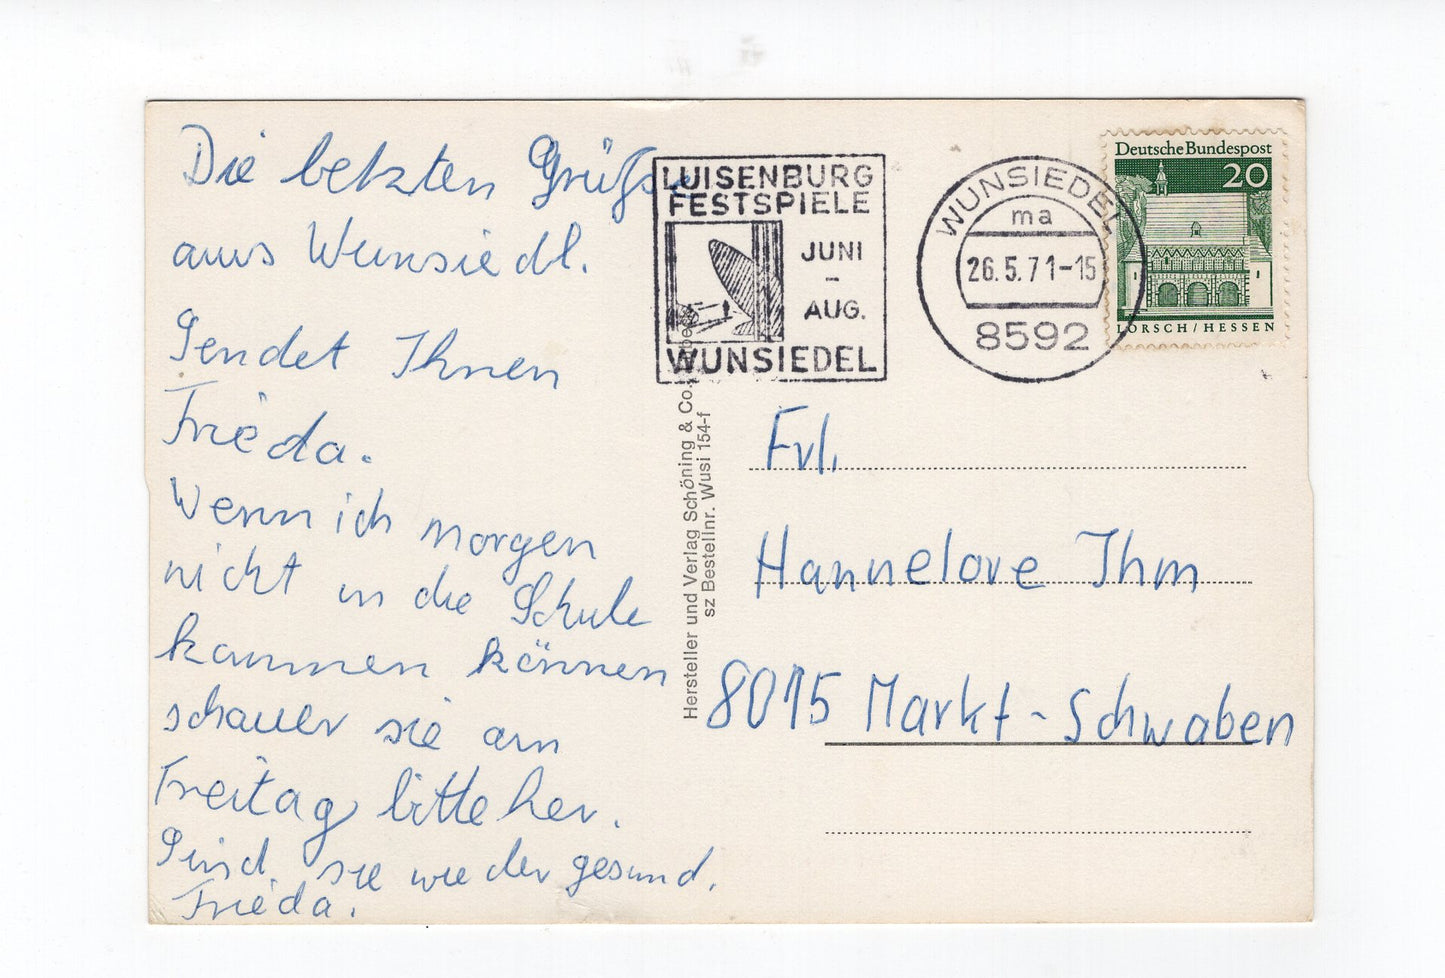 Die letzten Grüße
aus Wunsiedl.
Sendet Ihnen
Frieda.
Wenn ich morgen
nicht in die Schule
kommen können
schauer sie am
Freitag bitte her.
Sind sie wieder gesund.
Frieda.
LUISENBURG
FESTSPIELE
JUNI
–
AUG.
WUNSIEDEL
WUNSIEDEL
ma
26.5.71-15
8592
Deutsche Bundespost
20
LORSCH/HESSEN
Hersteller und Verlag Schöning & Co.
sz Bestellnr. Wusi 154-f
Frl.
Hannelore Ihm
8015 Markt-Schwaben